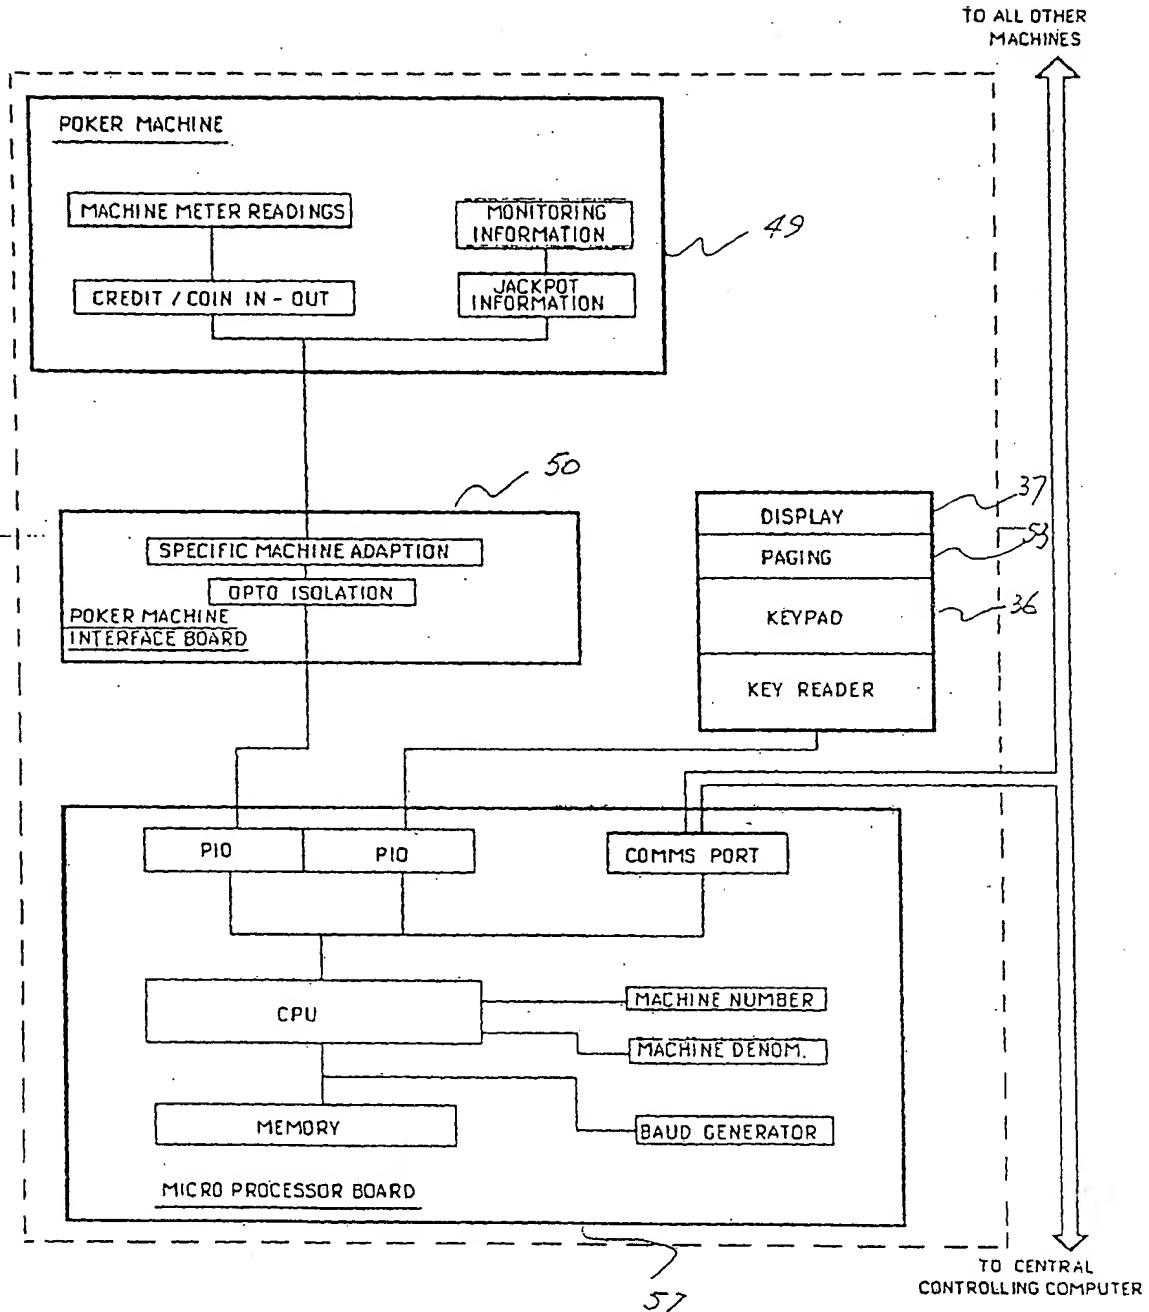 TO ALL OTHER
MACHINES
POKER MACHINE
MACHINE METER READINGS
MONITORING
INFORMATION
49
CREDIT / COIN IN - OUT
JACKPOT
INFORMATION
50
SPECIFIC MACHINE ADAPTION
OPTO ISOLATION
POKER MACHINE
INTERFACE BOARD
DISPLAY
37
PAGING
53
KEYPAD
36
KEY READER
PIO
PIO
COMMS PORT
CPU
MACHINE NUMBER
MACHINE DENOM.
MEMORY
BAUD GENERATOR
MICRO PROCESSOR BOARD
57
TO CENTRAL
CONTROLLING COMPUTER